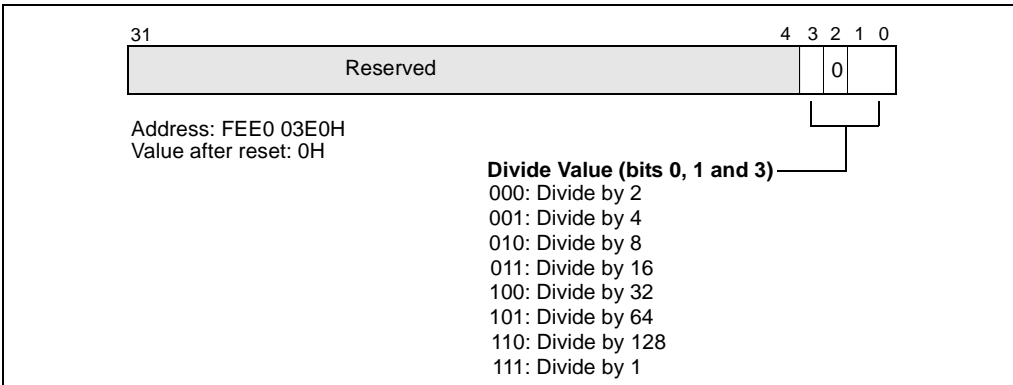 31 4 3 2 1 0
Reserved 0
Address: FEE0 03E0H
Value after reset: 0H
Divide Value (bits 0, 1 and 3)
000: Divide by 2
001: Divide by 4
010: Divide by 8
011: Divide by 16
100: Divide by 32
101: Divide by 64
110: Divide by 128
111: Divide by 1